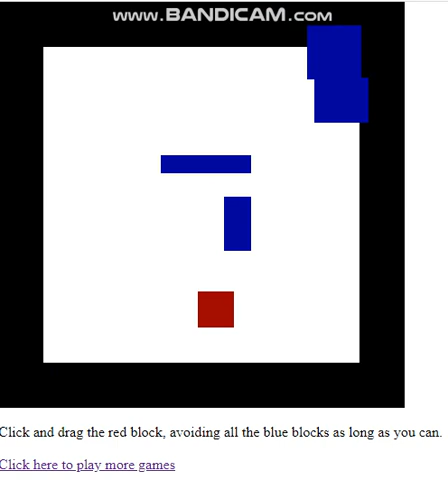 www.BANDICAM.com
Click and drag the red block, avoiding all the blue blocks as long as you can.
Click here to play more games